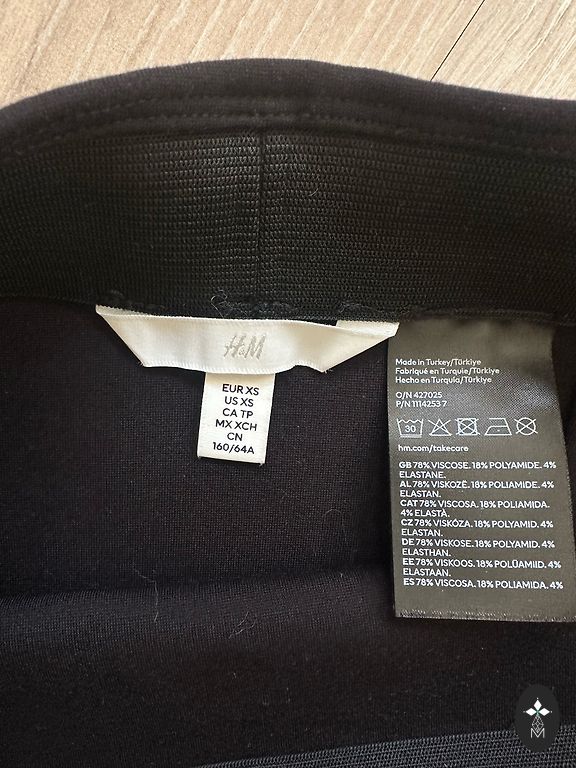 H&M
EUR XS
US XS
CA TP
MX XCH
CN
160/64A
Made in Turkey/Türkiye
Fabriqué en Turquie/Türkiye
Hecho en Turquía/Türkiye
O/N 427025
P/N 11142537
30
hm.com/takecare
GB 78% VISCOSE. 18% POLYAMIDE. 4%
ELASTANE.
AL 78% VISKOZË. 18% POLIAMIDE. 4%
ELASTAN.
CAT 78% VISCOSA. 18% POLIAMIDA.
4% ELASTÀ.
CZ 78% VISKÓZA. 18% POLYAMID. 4%
ELASTAN.
DE 78% VISKOSE. 18% POLYAMID. 4%
ELASTHAN.
EE 78% VISKOOS. 18% POLÜAMIID. 4%
ELASTAAN.
ES 78% VISCOSA. 18% POLIAMIDA. 4%
M